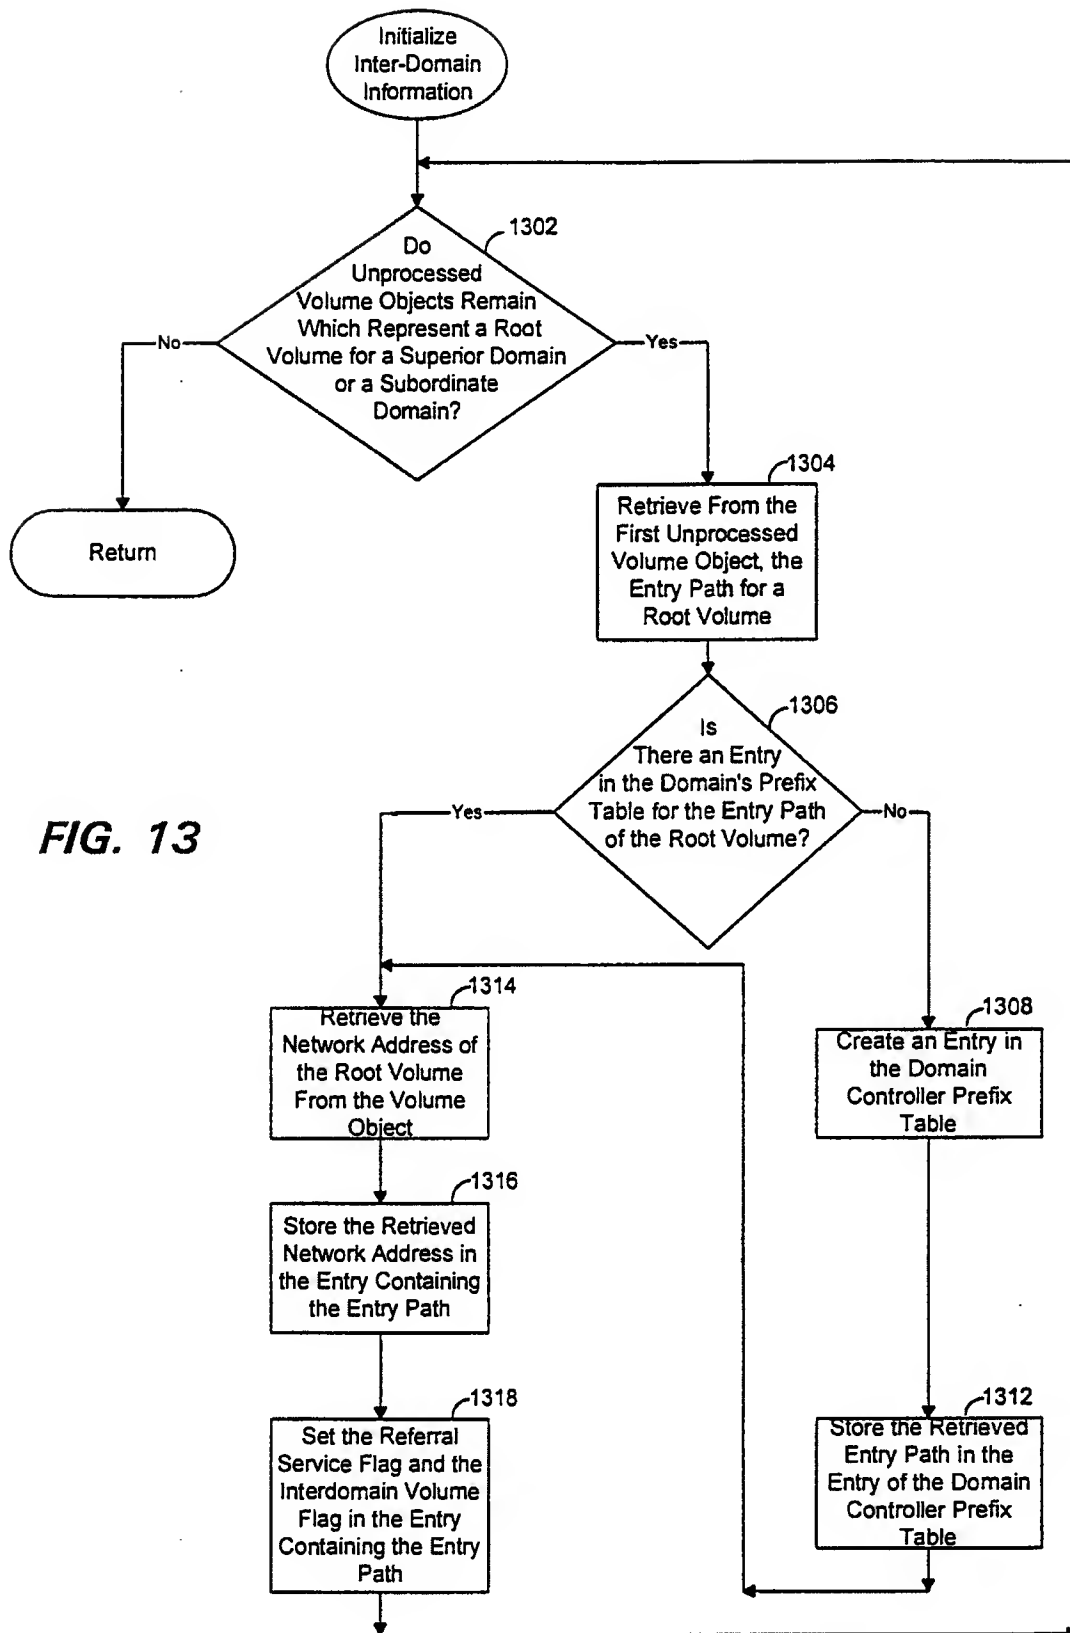 Initialize
Inter-Domain
Information
1302
Do
Unprocessed
Volume Objects Remain
Which Represent a Root
Volume for a Superior Domain
or a Subordinate
Domain?
No
Yes
Return
1304
Retrieve From the
First Unprocessed
Volume Object, the
Entry Path for a
Root Volume
1306
Is
There an Entry
in the Domain's Prefix
Table for the Entry Path
of the Root Volume?
Yes
No
FIG. 13
1314
Retrieve the
Network Address of
the Root Volume
From the Volume
Object
1308
Create an Entry in
the Domain
Controller Prefix
Table
1316
Store the Retrieved
Network Address in
the Entry Containing
the Entry Path
1318
Set the Referral
Service Flag and the
Interdomain Volume
Flag in the Entry
Containing the Entry
Path
1312
Store the Retrieved
Entry Path in the
Entry of the Domain
Controller Prefix
Table